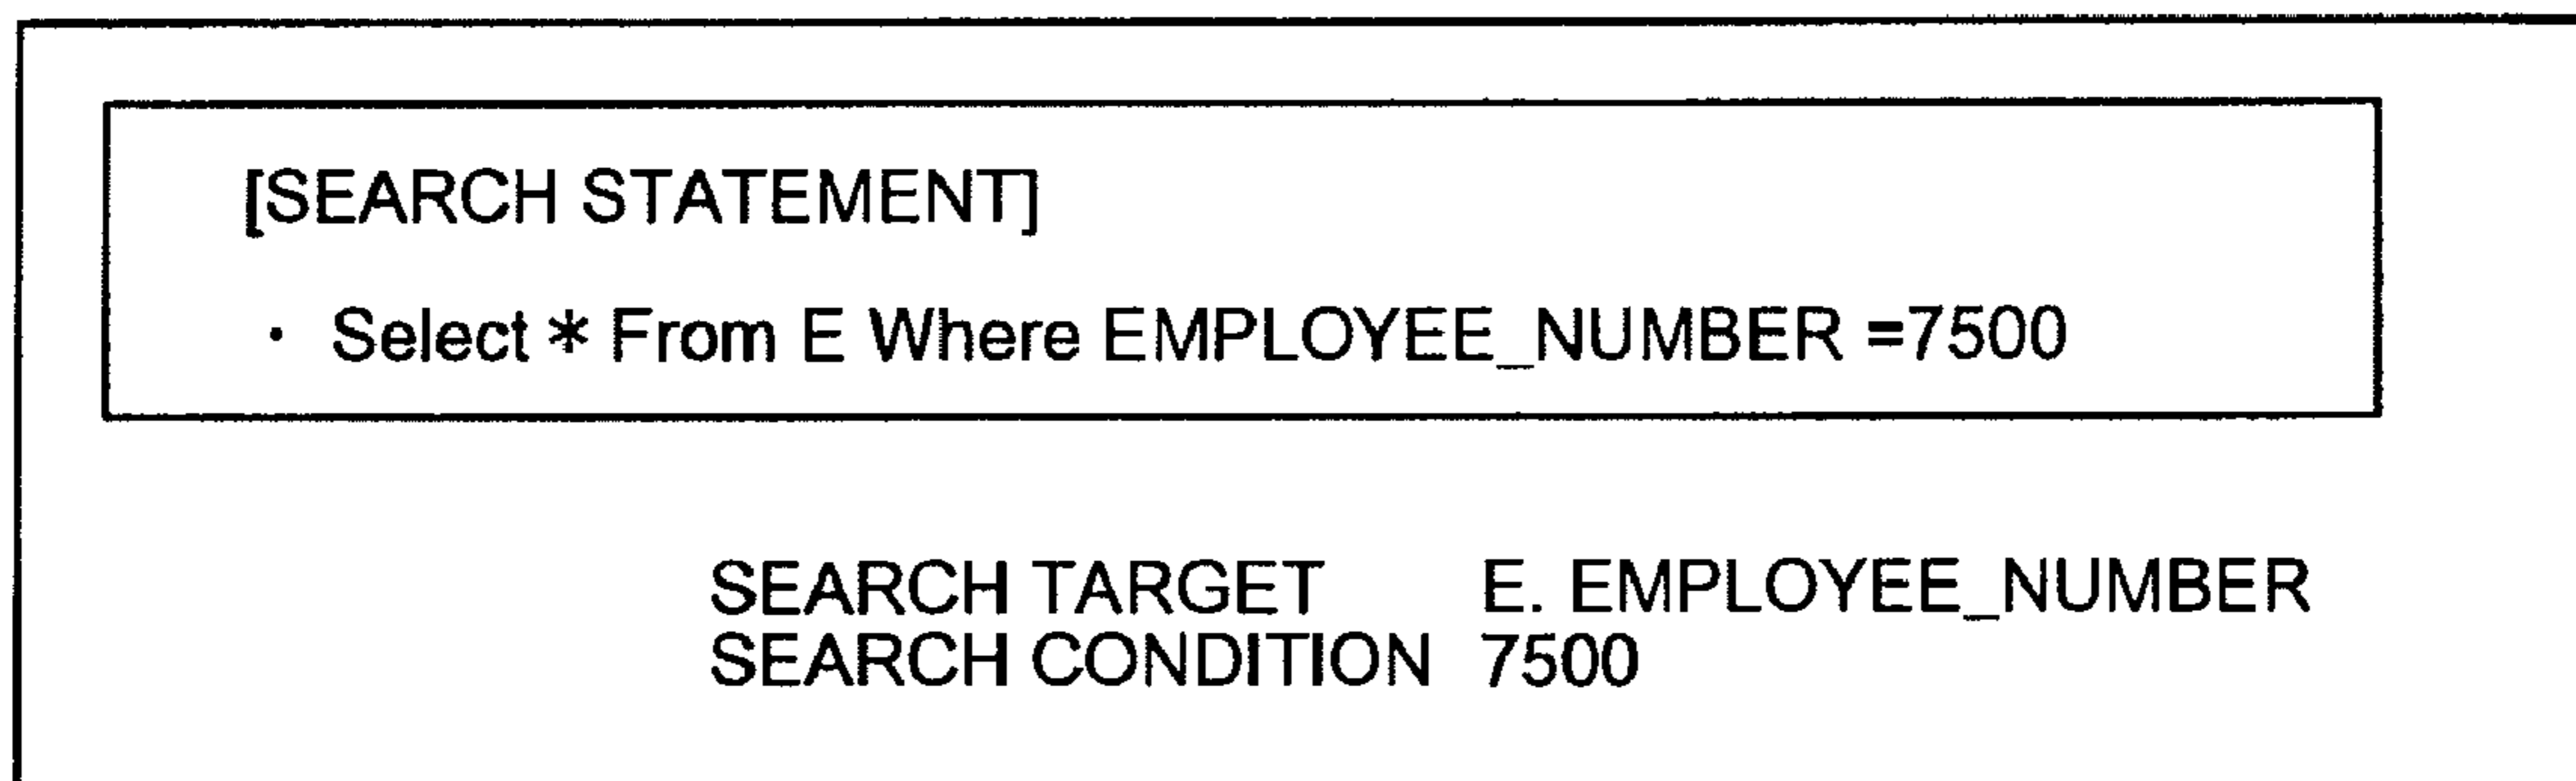 [SEARCH STATEMENT]
· Select * From E Where EMPLOYEE_NUMBER =7500
SEARCH TARGET E. EMPLOYEE_NUMBER
SEARCH CONDITION 7500